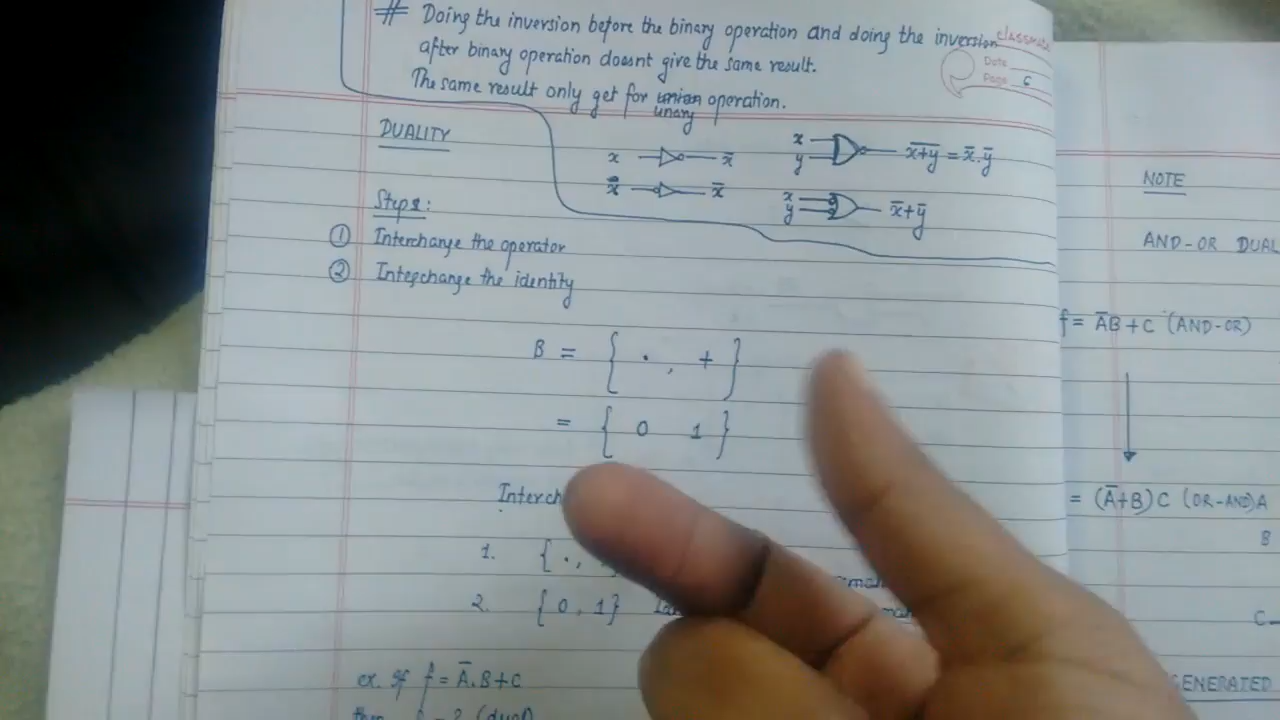 # Doing the inversion before the binary operation and doing the inversion
after binary operation doesnt give the same result.
The same result only get for operation.
unary
classmate
Date
Page 6
DUALITY
x x̄
x̄ x̄
x
y
x̄+̄ȳ = x̄.ȳ
x
y
x̄+ȳ
Steps:
① Interchange the operator
② Interchange the identity
B = { . , + }
= { 0 1 }
1. { . ,
2. { 0, 1 }
ex. If f = Ā.B+C
(dual)
NOTE
AND-OR DUAL
f = ĀB+C (AND-OR)
= (Ā+B)C (OR-AND) A
B
C
GENERATED